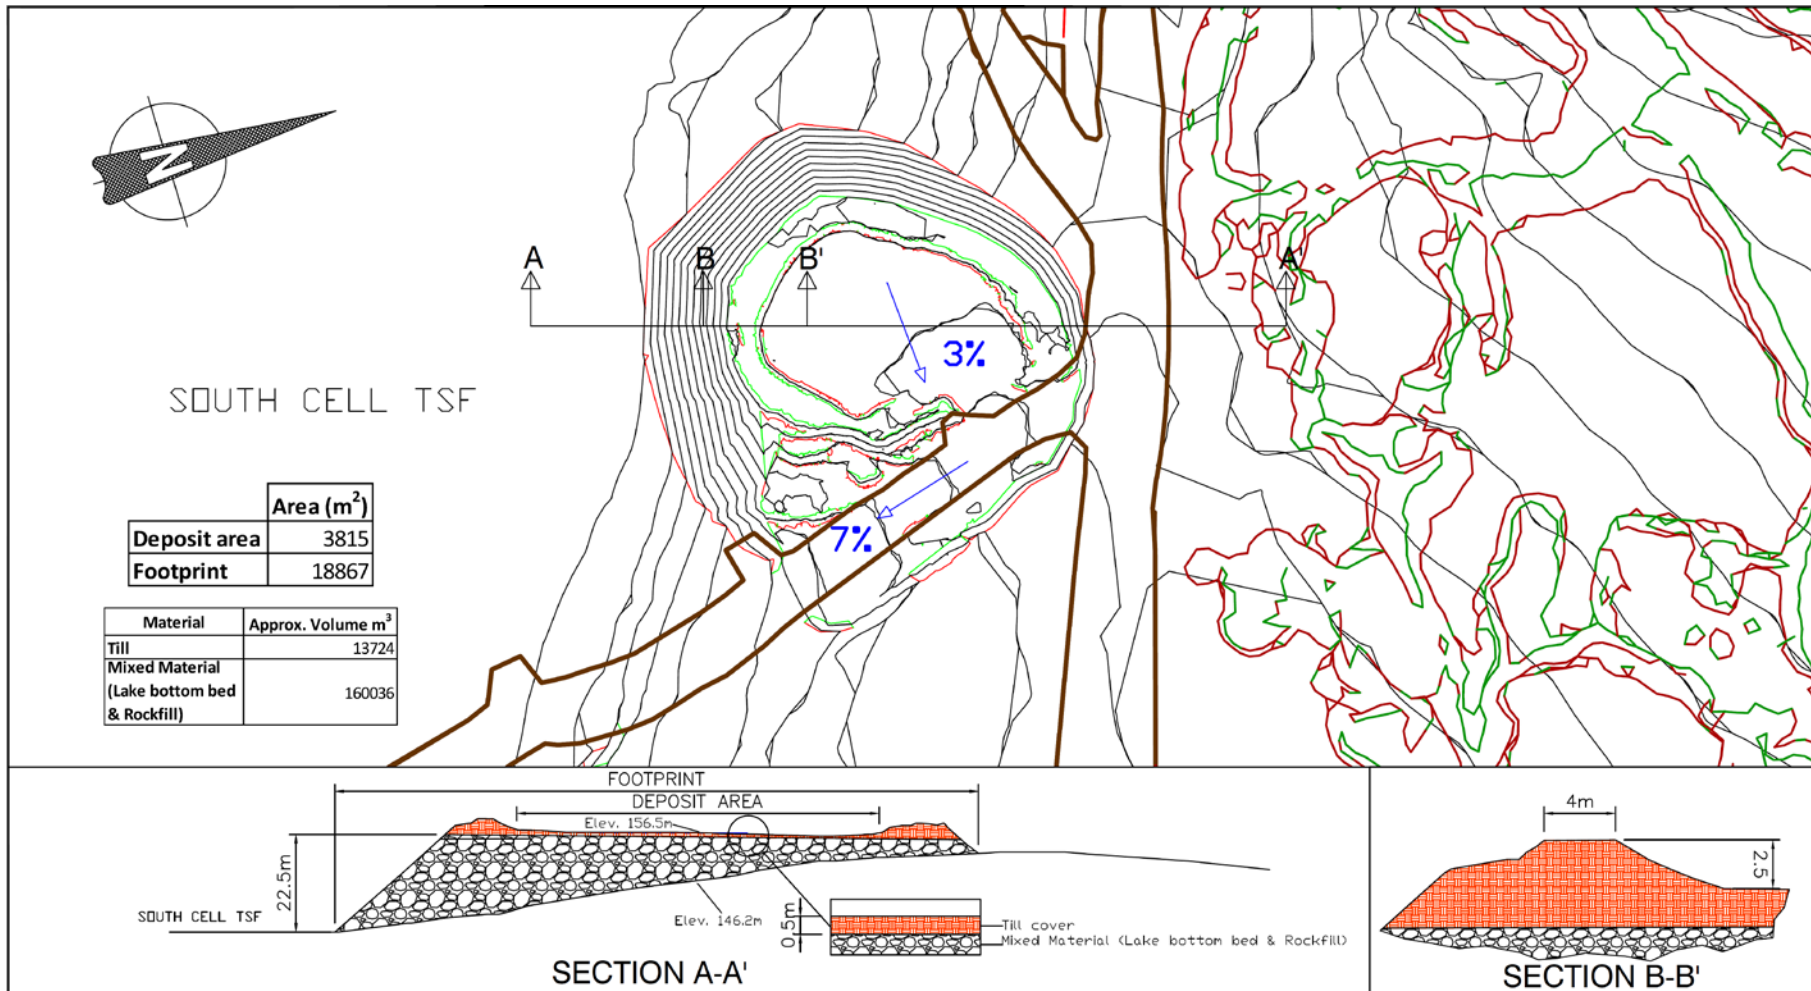 N
A
B
B'
A'
3%
SOUTH CELL TSF
7%
Area (m²)
Deposit area 3815
Footprint 18867
Material Approx. Volume m³
Till 13724
Mixed Material
(Lake bottom bed
& Rockfill) 160036
FOOTPRINT
DEPOSIT AREA
Elev. 156.5m
22.5m
SOUTH CELL TSF
Elev. 146.2m
0.5m
Till cover
Mixed Material (Lake bottom bed & Rockfill)
SECTION A-A'
4m
2.5
SECTION B-B'